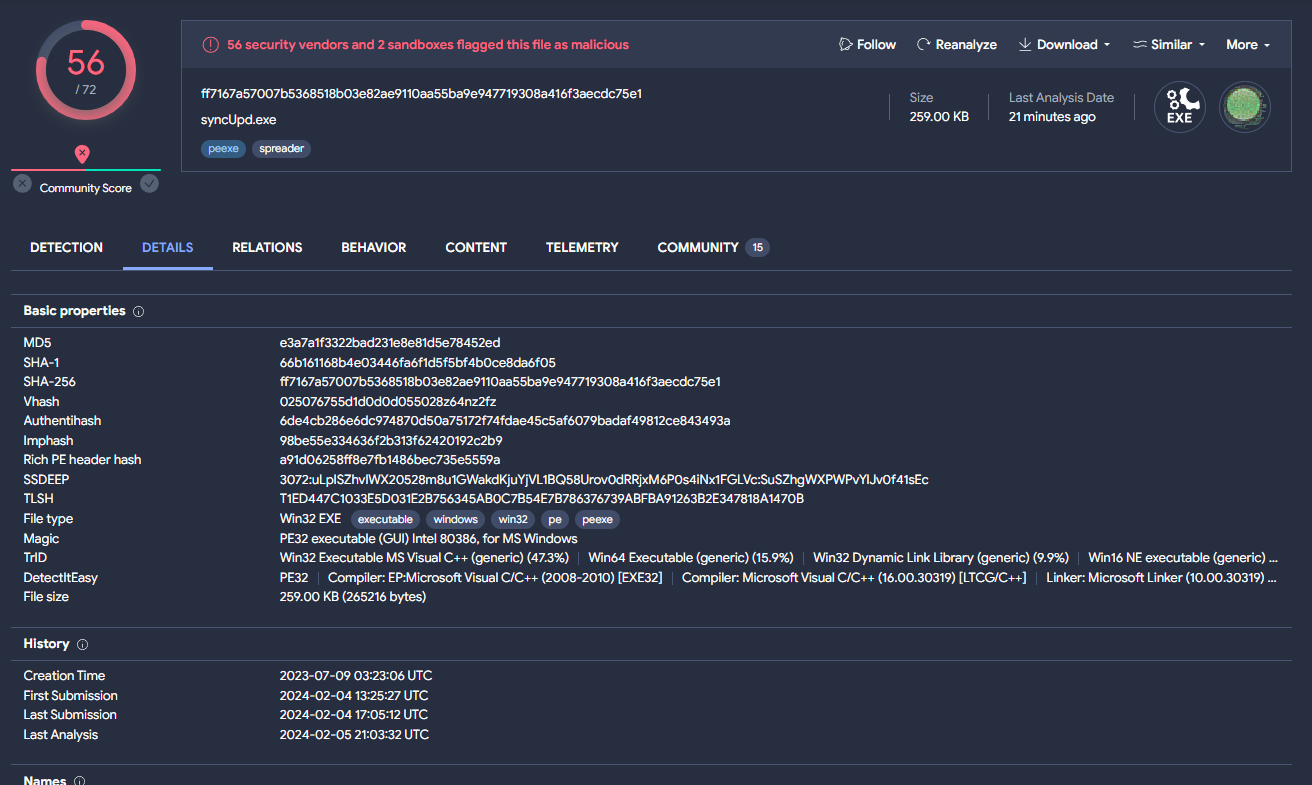 56
/ 72
Community Score
56 security vendors and 2 sandboxes flagged this file as malicious
Follow Reanalyze Download Similar More
ff7167a57007b5368518b03e82ae9110aa55ba9e947719308a416f3aecdc75e1
syncUpd.exe
peexe spreader
Size
259.00 KB
Last Analysis Date
21 minutes ago
EXE
DETECTION DETAILS RELATIONS BEHAVIOR CONTENT TELEMETRY COMMUNITY 15
Basic properties
MD5 e3a7a1f3322bad231e8e81d5e78452ed
SHA-1 66b161168b4e03446fa6f1d5f5bf4b0ce8da6f05
SHA-256 ff7167a57007b5368518b03e82ae9110aa55ba9e947719308a416f3aecdc75e1
Vhash 025076755d1d0d0d055028z64nz2fz
Authentihash 6de4cb286e6dc974870d50a75172f74fdae45c5af6079badaf49812ce843493a
Imphash 98be55e334636f2b313f62420192c2b9
Rich PE header hash a91d06258ff8e7fb1486bec735e5559a
SSDEEP 3072:uLpISZhvIWX20528m8u1GWakdKjuYjVL1BQ58Urov0dRRjxM6P0s4iNx1FGLVc:SuSZhgWXPWPvYIJv0f41sEc
TLSH T1ED447C1033E5D031E2B756345AB0C7B54E7B786376739ABFBA91263B2E347818A1470B
File type Win32 EXE executable windows win32 pe peexe
Magic PE32 executable (GUI) Intel 80386, for MS Windows
TrID Win32 Executable MS Visual C++ (generic) (47.3%) Win64 Executable (generic) (15.9%) Win32 Dynamic Link Library (generic) (9.9%) Win16 NE executable (generic) ...
DetectItEasy PE32 Compiler: EP:Microsoft Visual C/C++ (2008-2010) [EXE32] Compiler: Microsoft Visual C/C++ (16.00.30319) [LTCG/C++] Linker: Microsoft Linker (10.00.30319) ...
File size 259.00 KB (265216 bytes)
History
Creation Time 2023-07-09 03:23:06 UTC
First Submission 2024-02-04 13:25:27 UTC
Last Submission 2024-02-04 17:05:12 UTC
Last Analysis 2024-02-05 21:03:32 UTC
Names